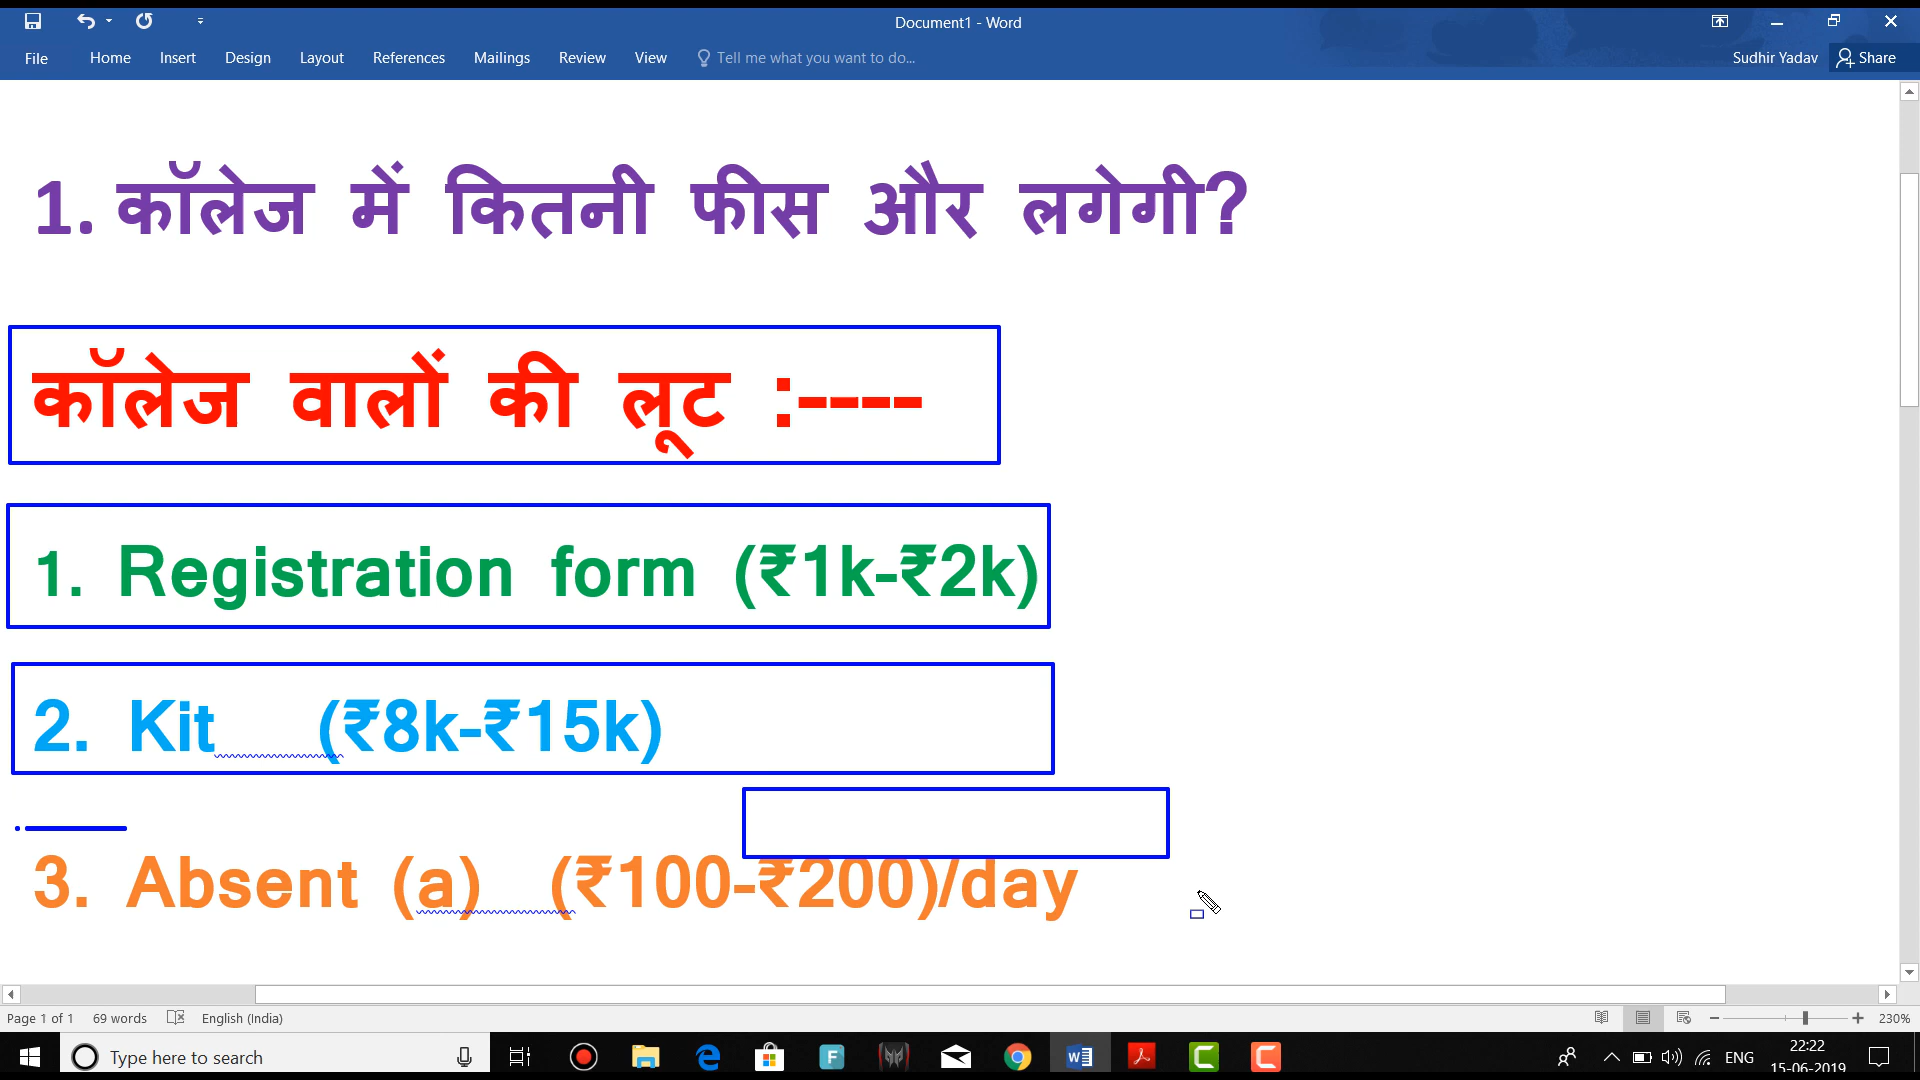 Document1 - Word
File Home Insert Design Layout References Mailings Review View Tell me what you want to do... Sudhir Yadav Share
1. कॉलेज में कितनी फीस और लगेगी?
कॉलेज वालों की लूट :----
1. Registration form (₹1k-₹2k)
2. Kit (₹8k-₹15k)
3. Absent (a) (₹100-₹200)/day
Page 1 of 1 69 words English (India) 230%
Type here to search ENG 22:22
15-06-2019